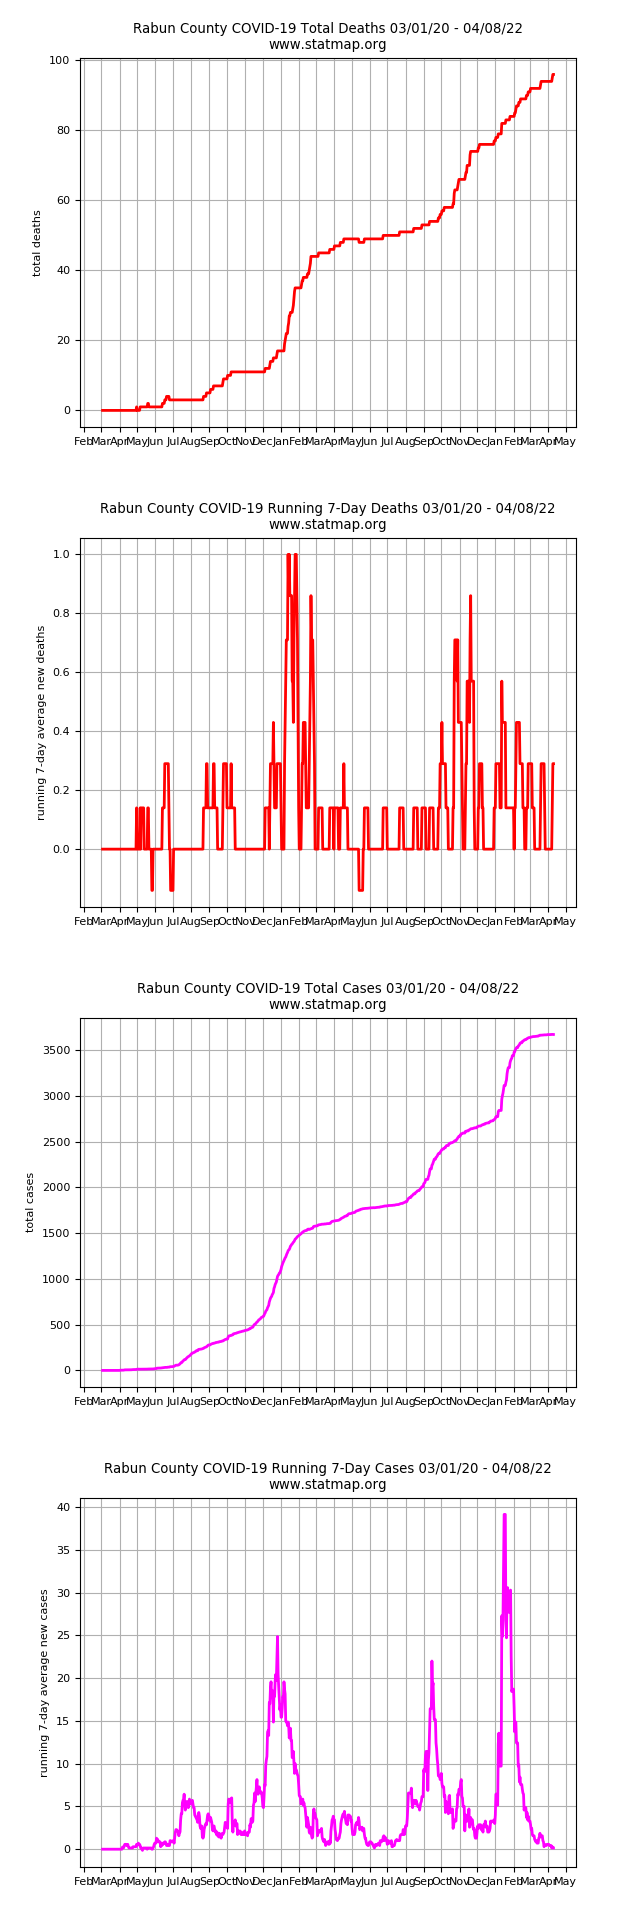 Rabun County COVID-19 Total Deaths 03/01/20 - 04/08/22
www.statmap.org
100
80
60
40
20
0
total deaths
Feb Mar Apr May Jun Jul Aug Sep Oct Nov Dec Jan Feb Mar Apr May Jun Jul Aug Sep Oct Nov Dec Jan Feb Mar Apr May
Rabun County COVID-19 Running 7-Day Deaths 03/01/20 - 04/08/22
www.statmap.org
1.0
0.8
0.6
0.4
0.2
0.0
running 7-day average new deaths
Feb Mar Apr May Jun Jul Aug Sep Oct Nov Dec Jan Feb Mar Apr May Jun Jul Aug Sep Oct Nov Dec Jan Feb Mar Apr May
Rabun County COVID-19 Total Cases 03/01/20 - 04/08/22
www.statmap.org
3500
3000
2500
2000
1500
1000
500
0
total cases
Feb Mar Apr May Jun Jul Aug Sep Oct Nov Dec Jan Feb Mar Apr May Jun Jul Aug Sep Oct Nov Dec Jan Feb Mar Apr May
Rabun County COVID-19 Running 7-Day Cases 03/01/20 - 04/08/22
www.statmap.org
40
35
30
25
20
15
10
5
0
running 7-day average new cases
Feb Mar Apr May Jun Jul Aug Sep Oct Nov Dec Jan Feb Mar Apr May Jun Jul Aug Sep Oct Nov Dec Jan Feb Mar Apr May